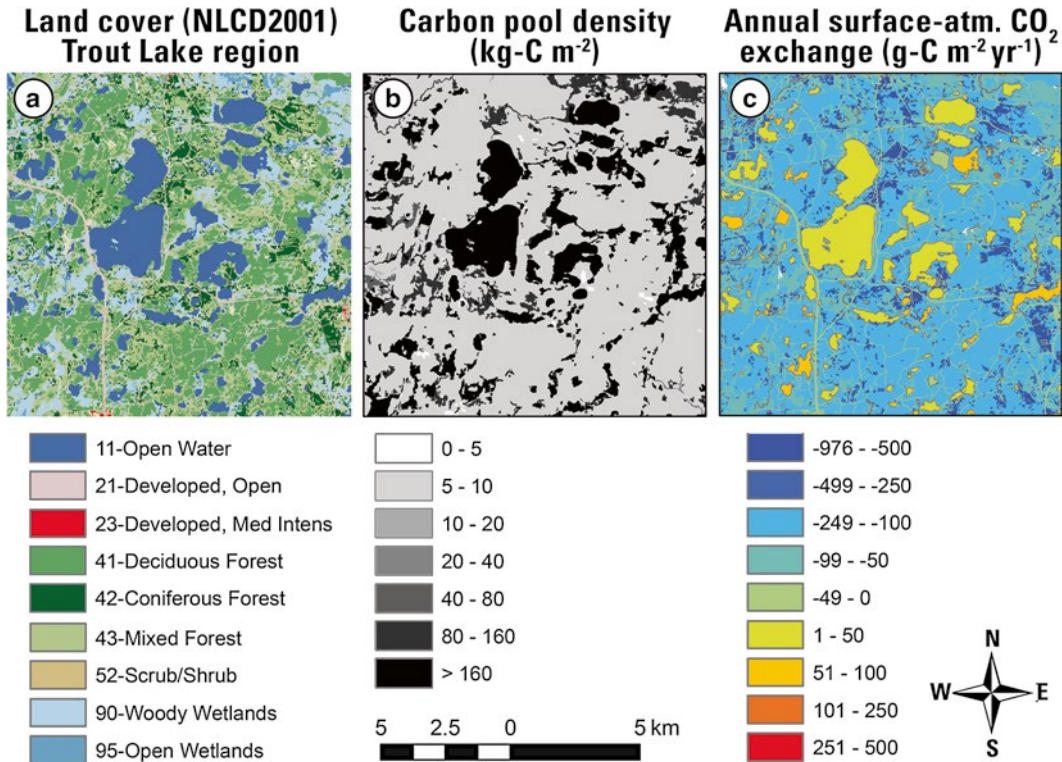 Land cover (NLCD2001)
Trout Lake region
Carbon pool density
(kg-C m⁻²)
Annual surface-atm. CO₂
exchange (g-C m⁻² yr⁻¹)
a
b
c
11-Open Water
21-Developed, Open
23-Developed, Med Intens
41-Deciduous Forest
42-Coniferous Forest
43-Mixed Forest
52-Scrub/Shrub
90-Woody Wetlands
95-Open Wetlands
0 - 5
5 - 10
10 - 20
20 - 40
40 - 80
80 - 160
> 160
5 2.5 0 5 km
-976 - -500
-499 - -250
-249 - -100
-99 - -50
-49 - 0
1 - 50
51 - 100
101 - 250
251 - 500
N
W E
S